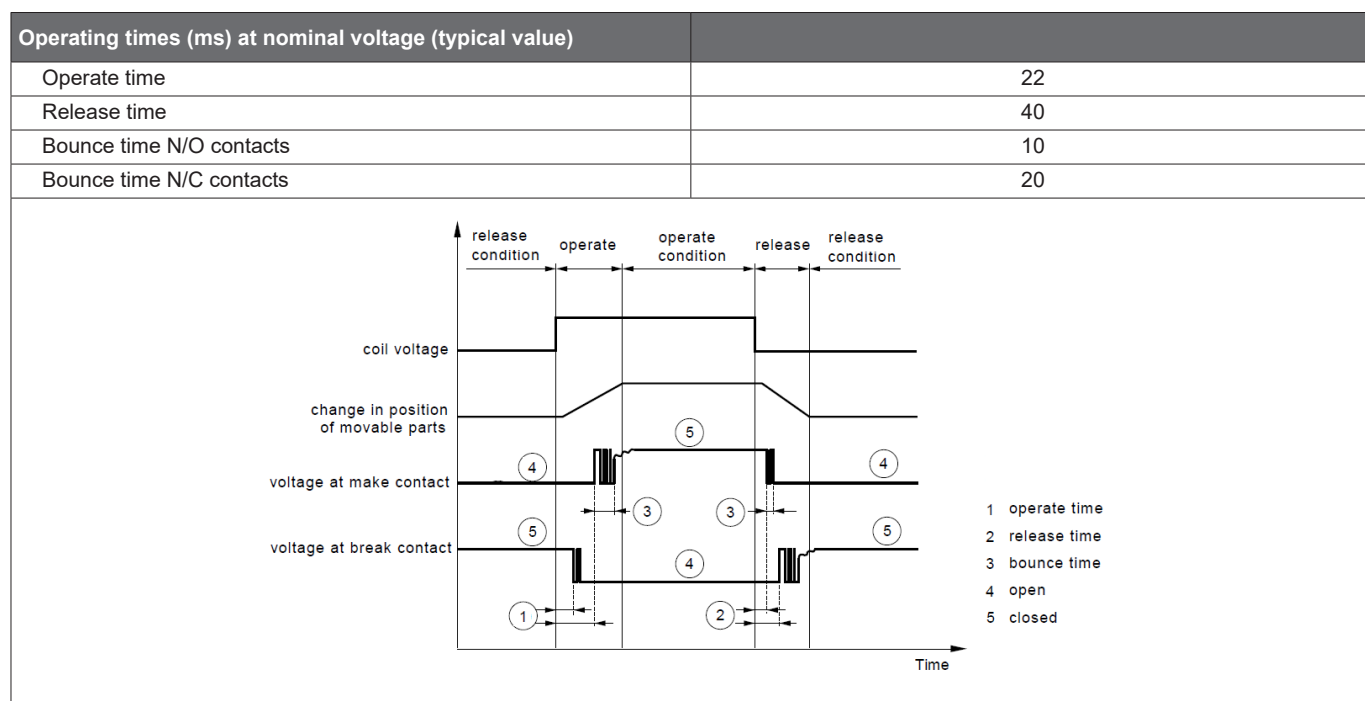 Operating times (ms) at nominal voltage (typical value)
Operate time 22
Release time 40
Bounce time N/O contacts 10
Bounce time N/C contacts 20
release condition
operate
operate condition
release
release condition
coil voltage
change in position
of movable parts
5
4
4
voltage at make contact
3
3
5
5
voltage at break contact
4
1
2
1 operate time
2 release time
3 bounce time
4 open
5 closed
Time